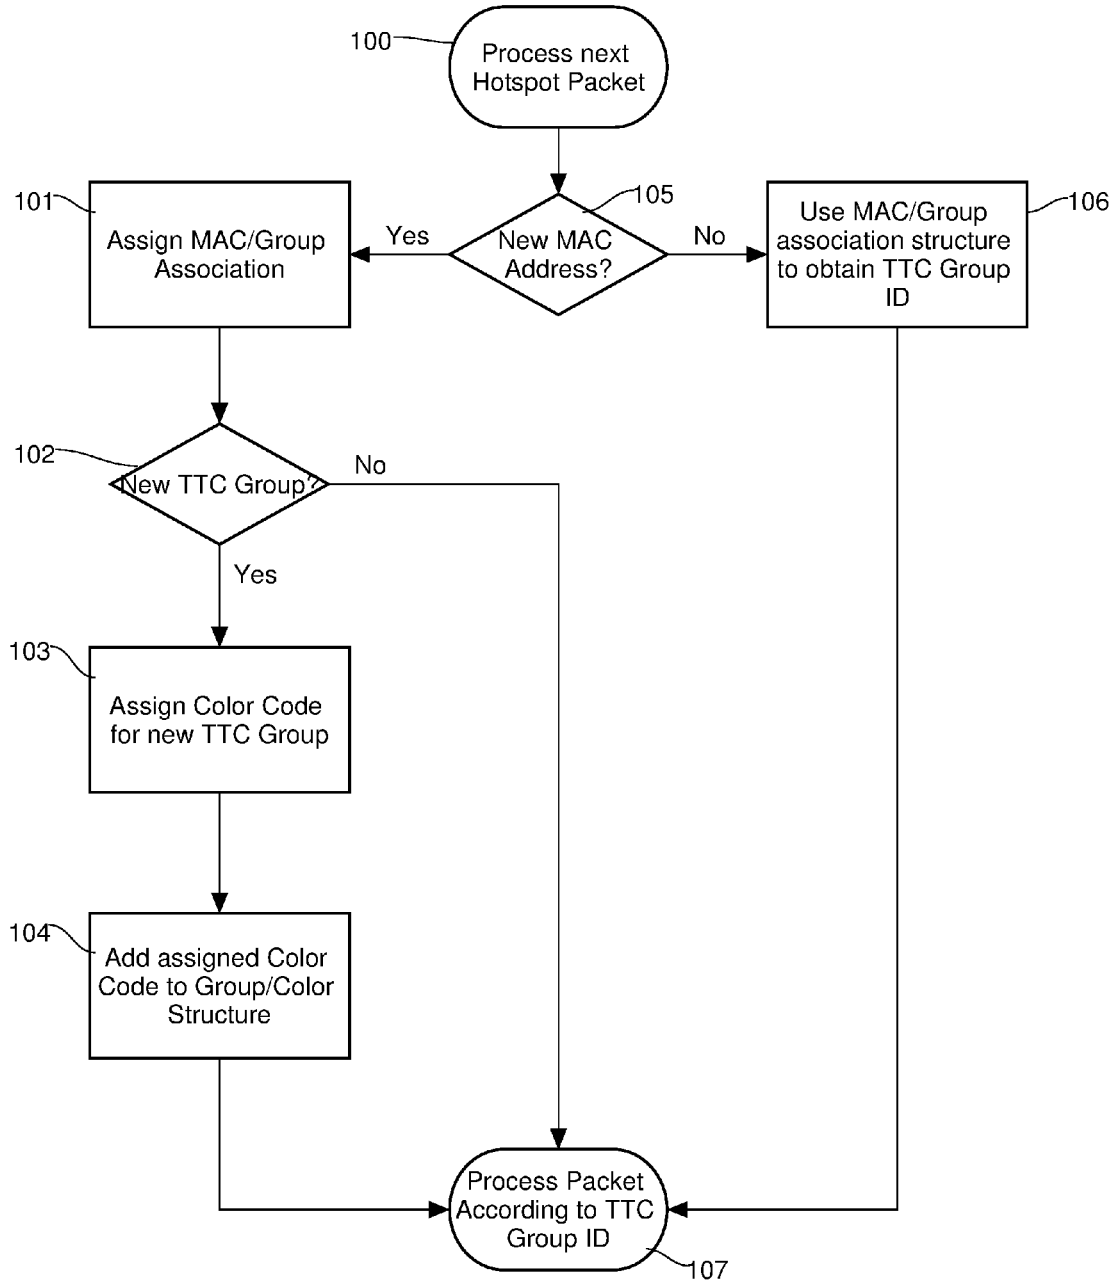 100
Process next
Hotspot Packet
105
101
106
Assign MAC/Group
Association
Yes
New MAC
Address?
No
Use MAC/Group
association structure
to obtain TTC Group
ID
102
New TTC Group?
No
Yes
103
Assign Color Code
for new TTC Group
104
Add assigned Color
Code to Group/Color
Structure
Process Packet
According to TTC
Group ID
107